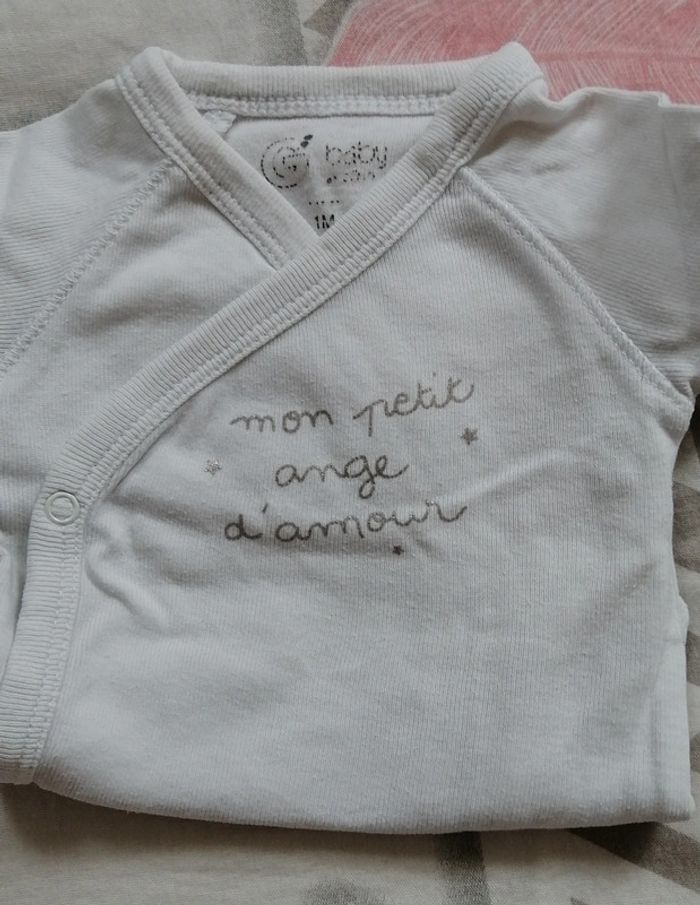 baby
1M
mon petit
ange
d'amour